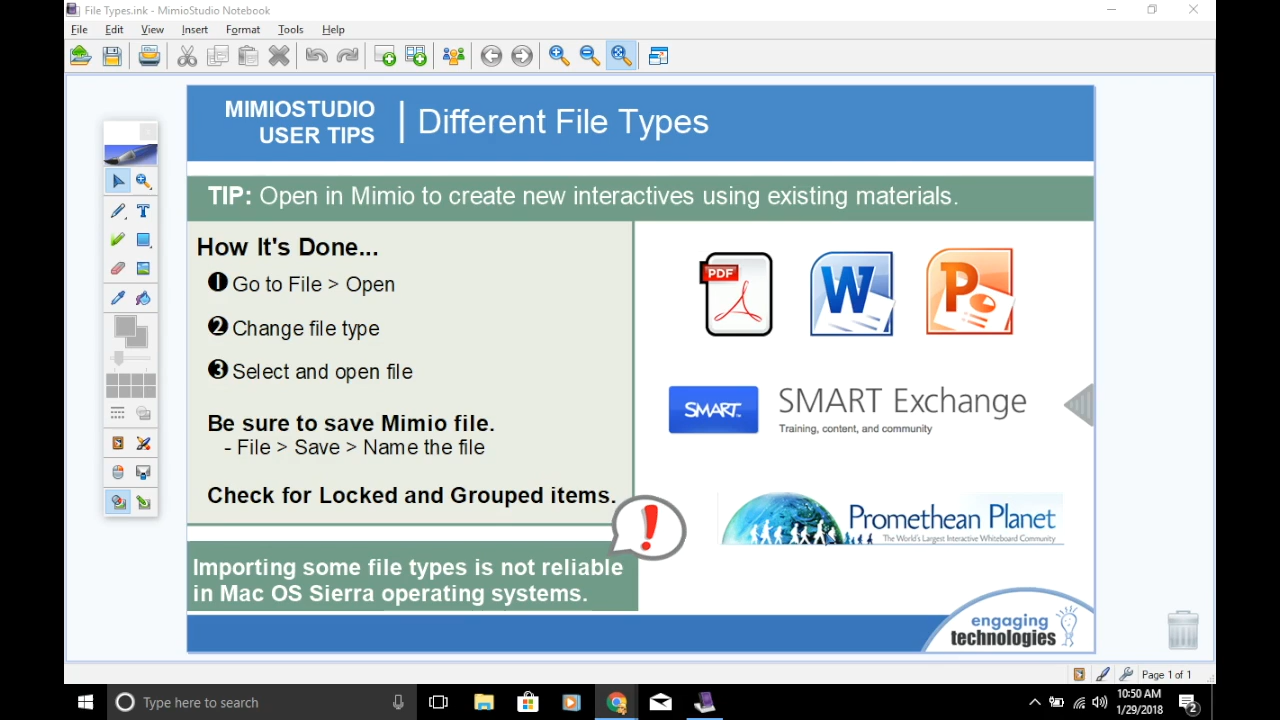 File Types.ink - MimioStudio Notebook
File Edit View Insert Format Tools Help
MIMIOSTUDIO
USER TIPS
Different File Types
TIP: Open in Mimio to create new interactives using existing materials.
How It's Done...
❶ Go to File > Open
❷ Change file type
❸ Select and open file
Be sure to save Mimio file.
- File > Save > Name the file
Check for Locked and Grouped items.
!
Importing some file types is not reliable
in Mac OS Sierra operating systems.
PDF
W
P
SMART
SMART Exchange
Training, content, and community
Promethean Planet
The World's Largest Interactive Whiteboard Community
engaging
technologies
Page 1 of 1
Type here to search
10:50 AM
1/29/2018
2